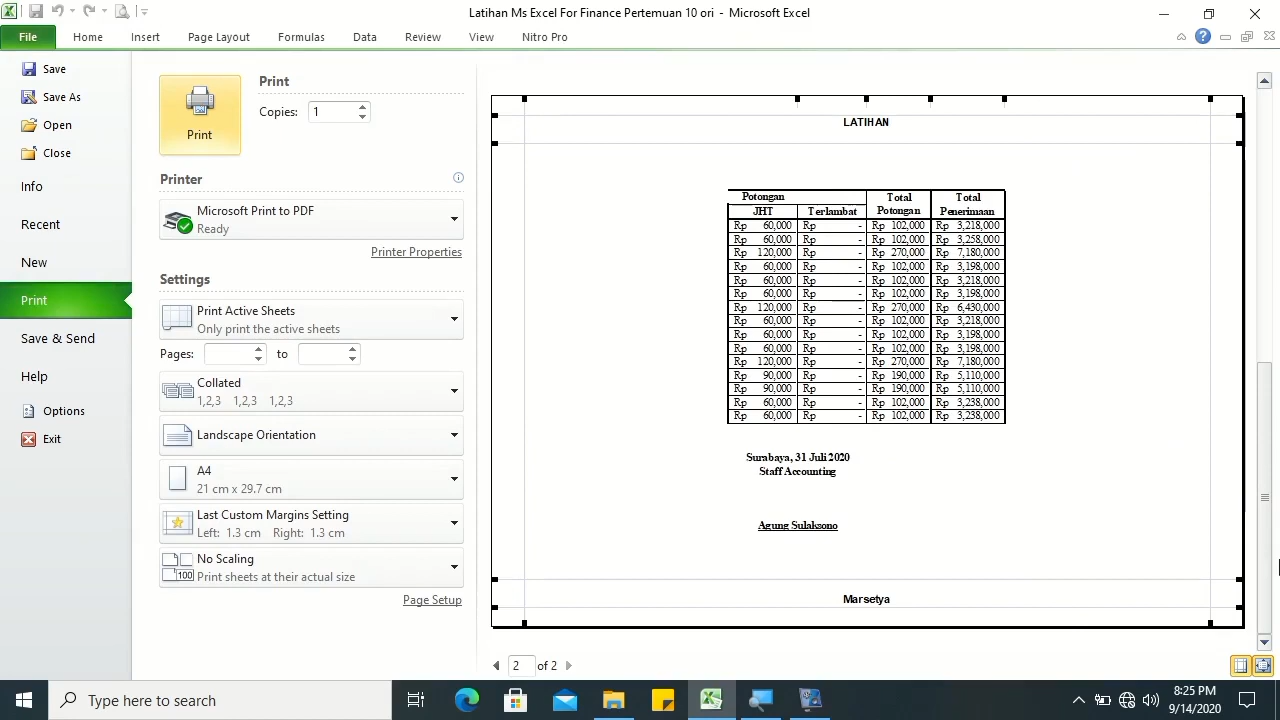 Latihan Ms Excel For Finance Pertemuan 10 ori - Microsoft Excel
File Home Insert Page Layout Formulas Data Review View Nitro Pro
Save
Save As
Open
Close
Info
Recent
New
Print
Save & Send
Help
Options
Exit
Print
Print
Copies: 1
Printer
Microsoft Print to PDF
Ready
Printer Properties
Settings
Print Active Sheets
Only print the active sheets
Pages: to
Collated
1,2,3 1,2,3 1,2,3
Landscape Orientation
A4
21 cm x 29.7 cm
Last Custom Margins Setting
Left: 1.3 cm Right: 1.3 cm
No Scaling
100
Print sheets at their actual size
Page Setup
LATIHAN
Potongan Total Total
JHT Terlambat Potongan Penerimaan
Rp 60,000 Rp - Rp 102,000 Rp 3,218,000
Rp 60,000 Rp - Rp 102,000 Rp 3,258,000
Rp 120,000 Rp - Rp 270,000 Rp 7,180,000
Rp 60,000 Rp - Rp 102,000 Rp 3,198,000
Rp 60,000 Rp - Rp 102,000 Rp 3,218,000
Rp 60,000 Rp - Rp 102,000 Rp 3,198,000
Rp 120,000 Rp - Rp 270,000 Rp 6,430,000
Rp 60,000 Rp - Rp 102,000 Rp 3,218,000
Rp 60,000 Rp - Rp 102,000 Rp 3,198,000
Rp 60,000 Rp - Rp 102,000 Rp 3,198,000
Rp 120,000 Rp - Rp 270,000 Rp 7,180,000
Rp 90,000 Rp - Rp 190,000 Rp 5,110,000
Rp 90,000 Rp - Rp 190,000 Rp 5,110,000
Rp 60,000 Rp - Rp 102,000 Rp 3,238,000
Rp 60,000 Rp - Rp 102,000 Rp 3,238,000
Surabaya, 31 Juli 2020
Staff Accounting
Agung Sulaksono
Marsetya
2 of 2
Type here to search
8:25 PM
9/14/2020